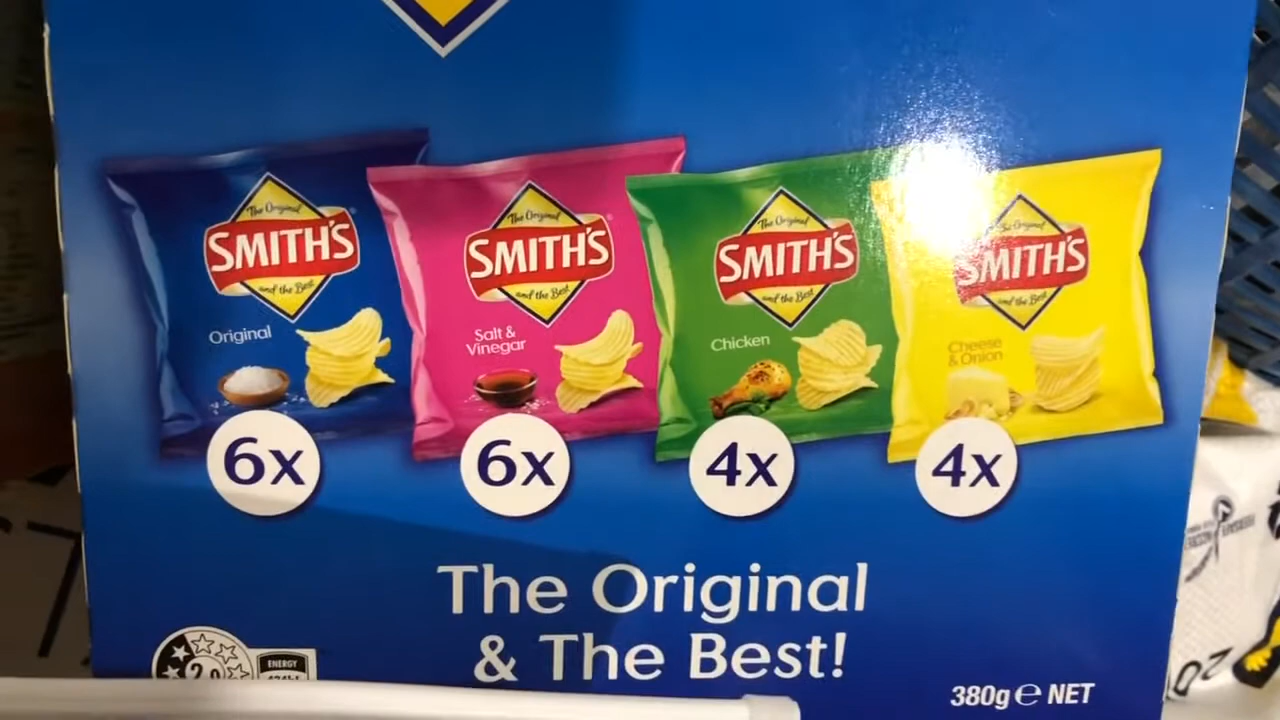 The Original
SMITH'S
and the Best
Original
6x
The Original
SMITH'S
and the Best
Salt &
Vinegar
6x
The Original
SMITH'S
and the Best
Chicken
4x
The Original
SMITH'S
and the Best
Cheese
& Onion
4x
The Original
& The Best!
ENERGY
380g e NET